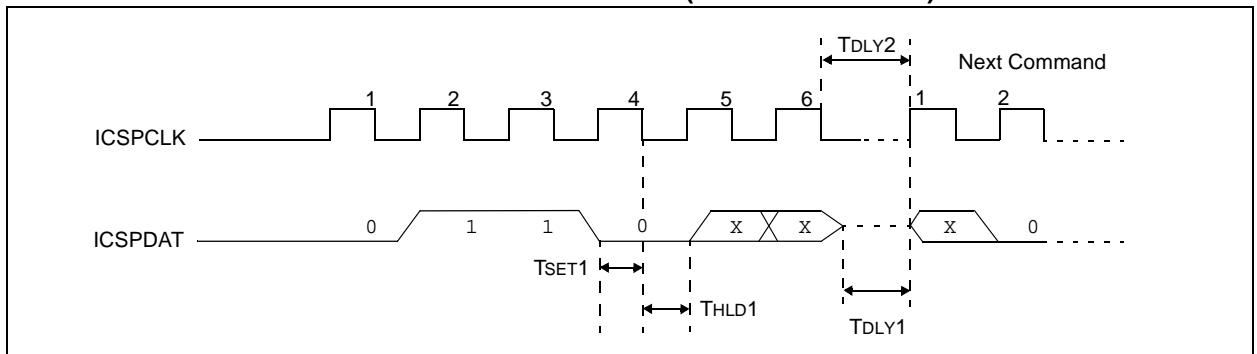 TDLY2
Next Command
1 2 3 4 5 6 1 2
ICSPCLK
ICSPDAT
0 1 1 0 x x x 0
TSET1
THLD1
TDLY1